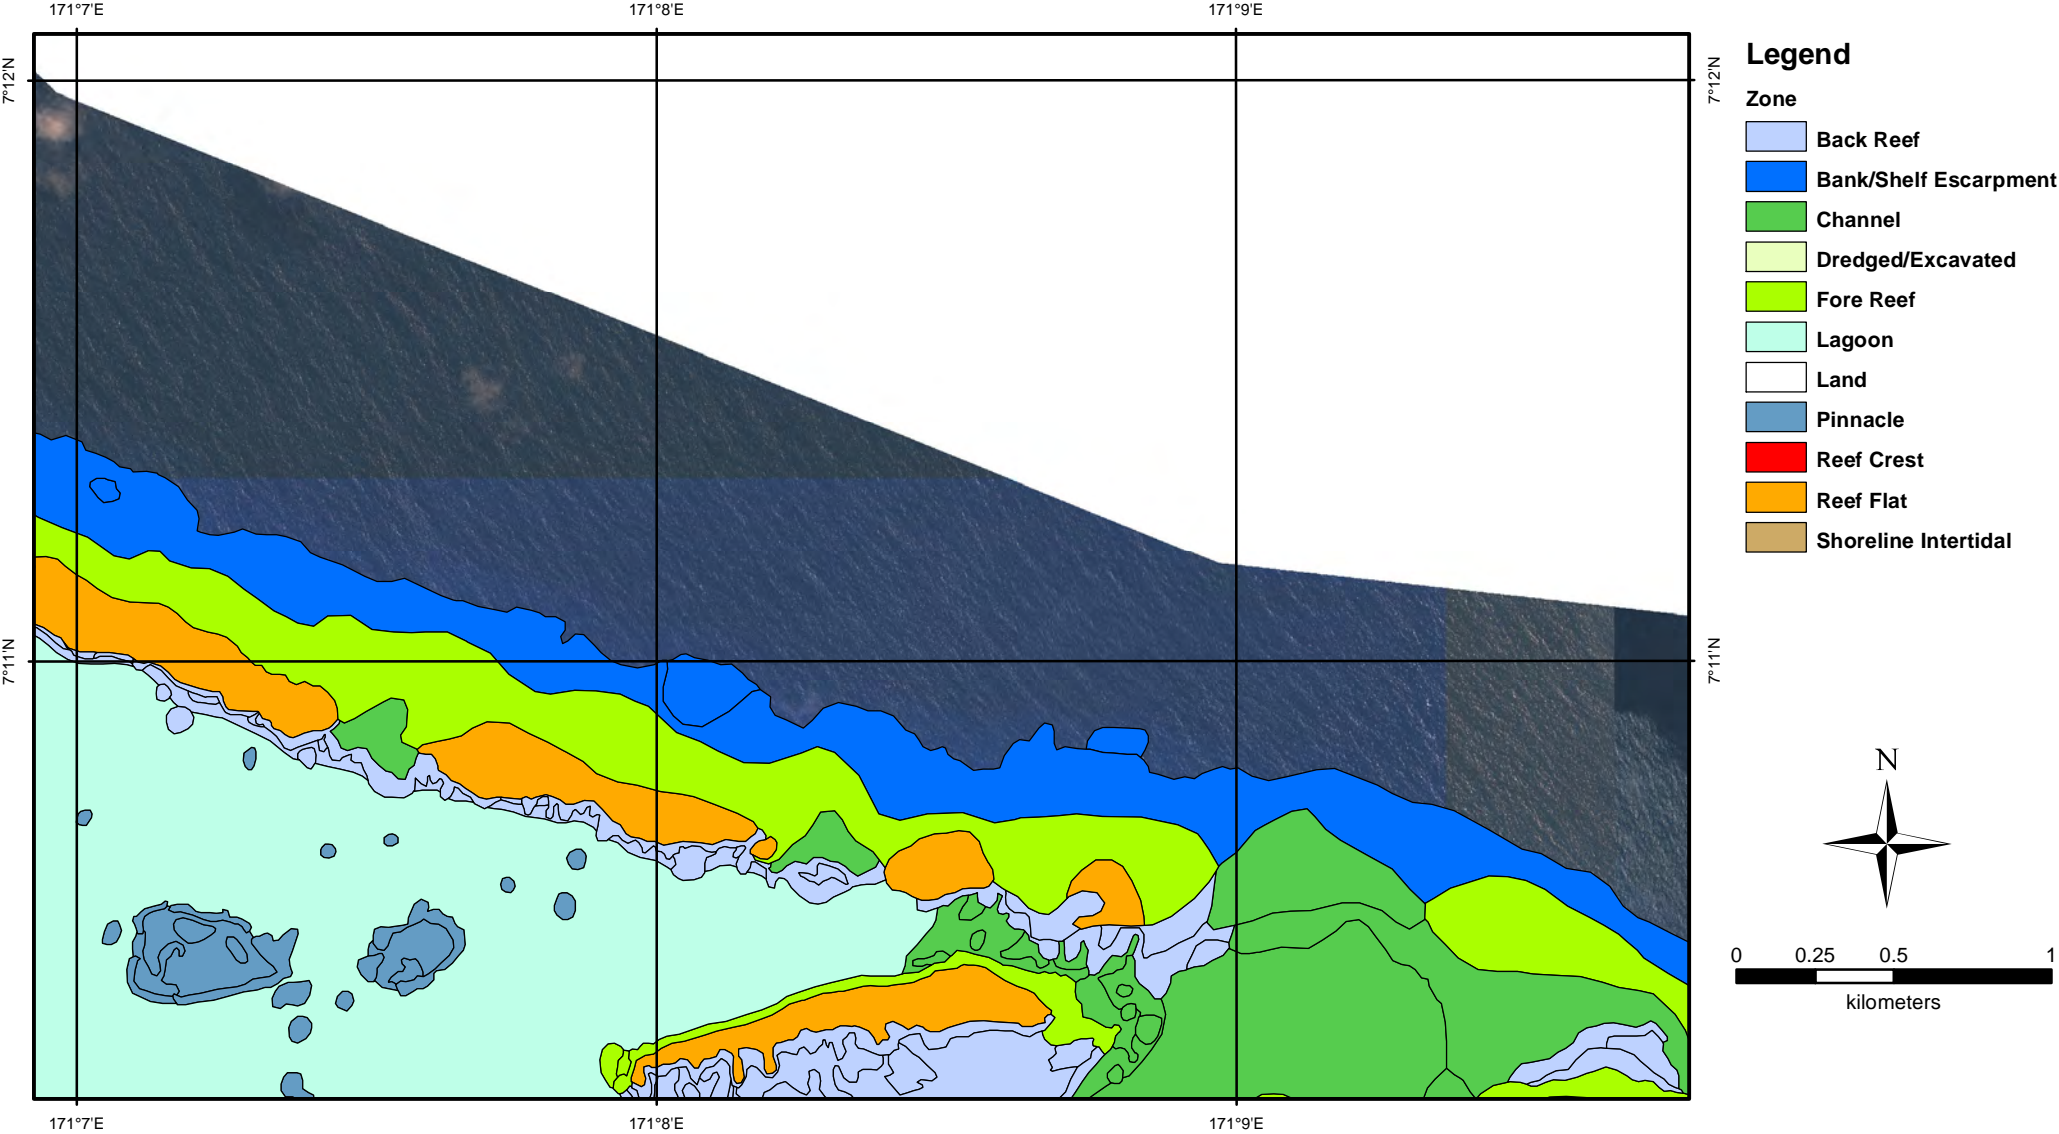 171°7'E 171°8'E 171°9'E
7°12'N 7°12'N
7°11'N 7°11'N
171°7'E 171°8'E 171°9'E
Legend
Zone
Back Reef
Bank/Shelf Escarpment
Channel
Dredged/Excavated
Fore Reef
Lagoon
Land
Pinnacle
Reef Crest
Reef Flat
Shoreline Intertidal
N
0 0.25 0.5 1
kilometers